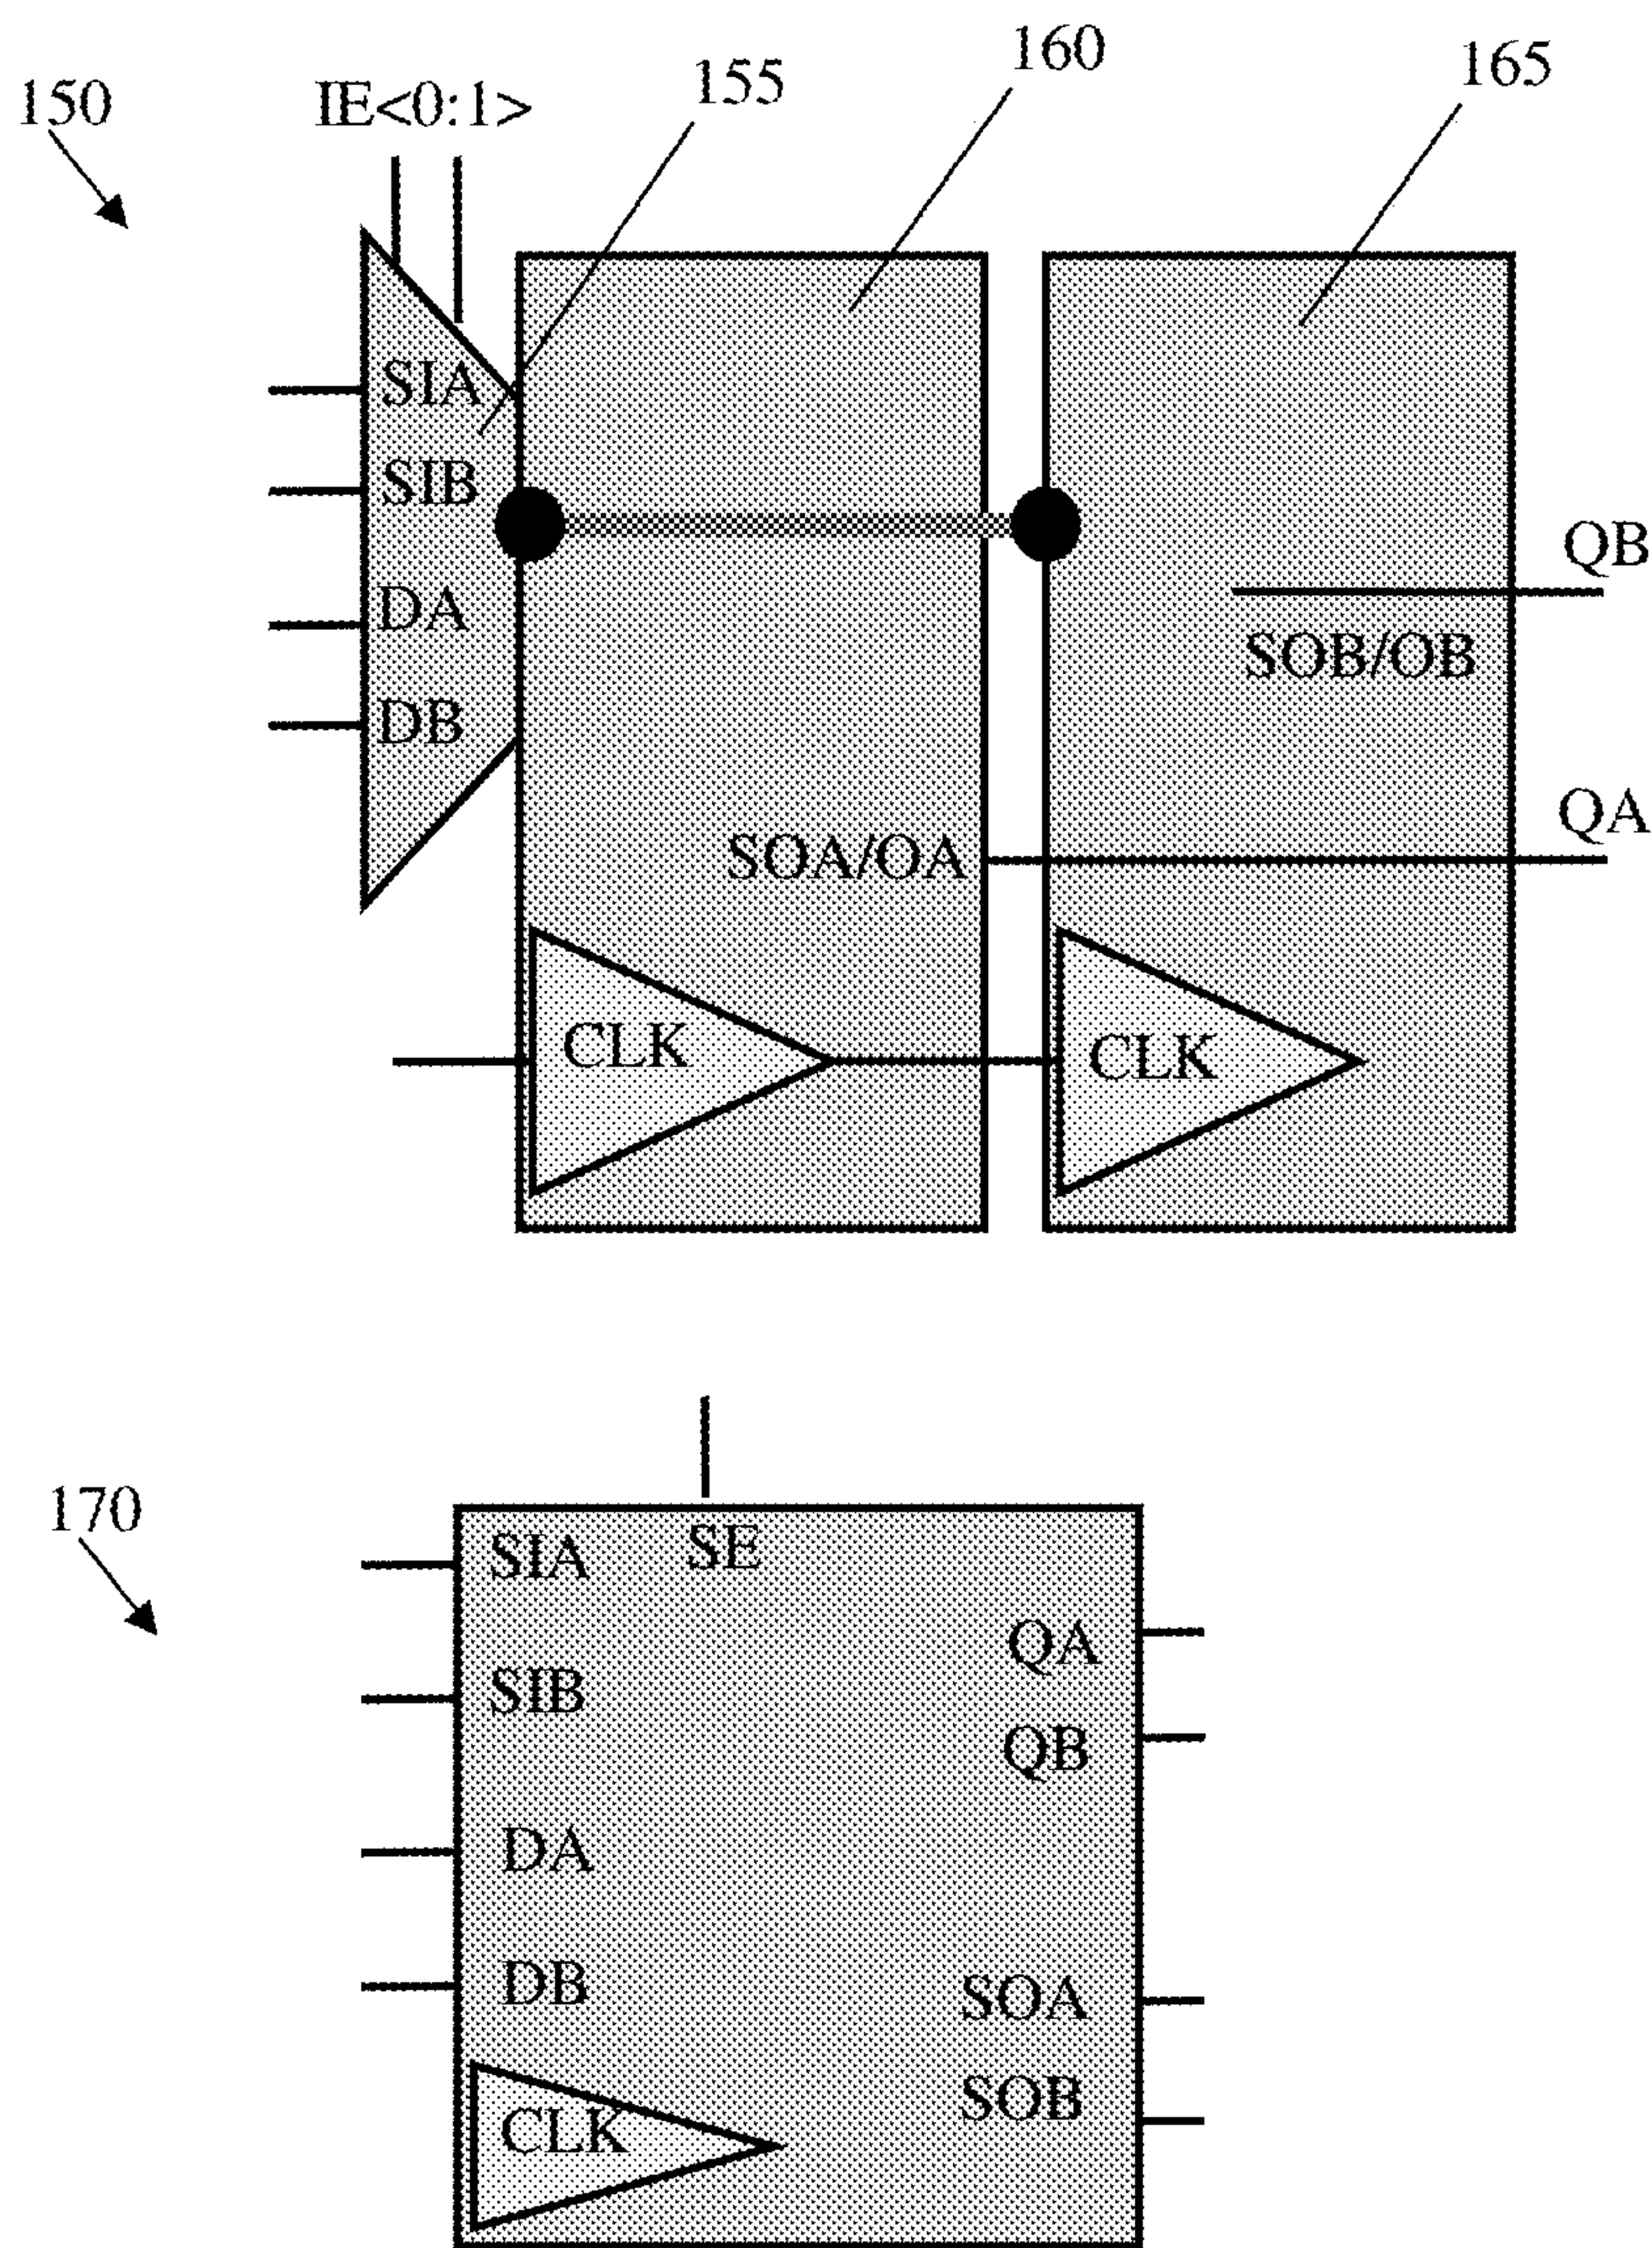 160
165
155
150
IE<0:1>
SIA
SIB
QB
DA
SOB/OB
DB
QA
SOA/OA
CLK
CLK
170
SE
SIA
QA
SIB
QB
DA
DB
SOA
SOB
CLK